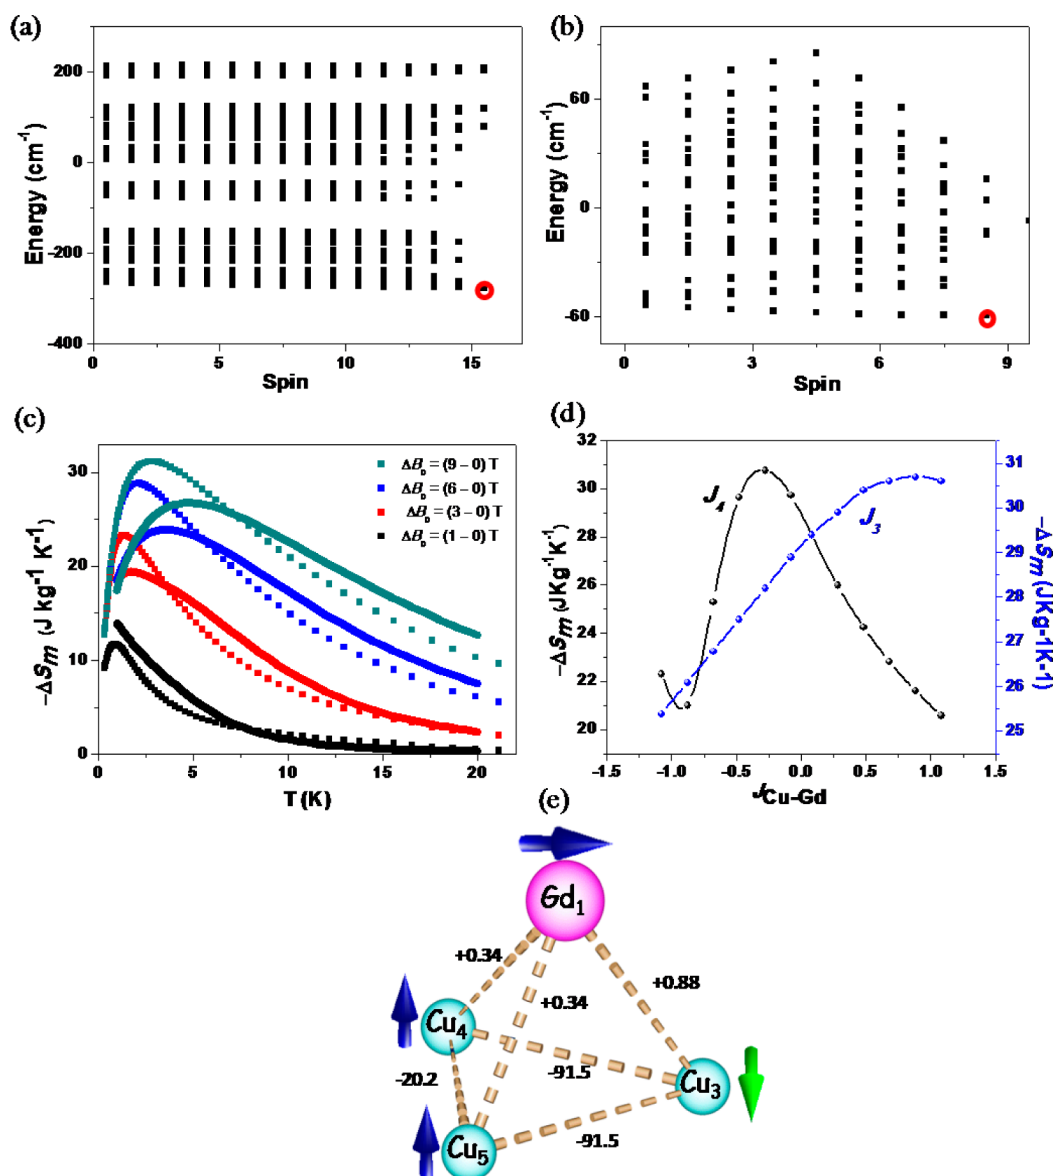 (a)
Energy (cm-1)
200
0
-200
-400
0
5
10
15
Spin
(b)
Energy (cm-1)
60
0
-60
0
3
6
9
Spin
(c)
-ΔSm (J kg-1 K-1)
30
20
10
0
ΔB0 = (9 – 0) T
ΔB0 = (6 – 0) T
ΔB0 = (3 – 0) T
ΔB0 = (1 – 0) T
0
5
10
15
20
T (K)
(d)
-ΔSm (JKg-1K-1)
32
30
28
26
24
22
20
J4
J3
31
30
29
28
27
26
25
-ΔSm (JKg-1K-1)
-1.5
-1.0
-0.5
0.0
0.5
1.0
1.5
JCu-Gd
(e)
Gd1
+0.34
+0.88
+0.34
Cu4
-20.2
-91.5
Cu3
-91.5
Cu5